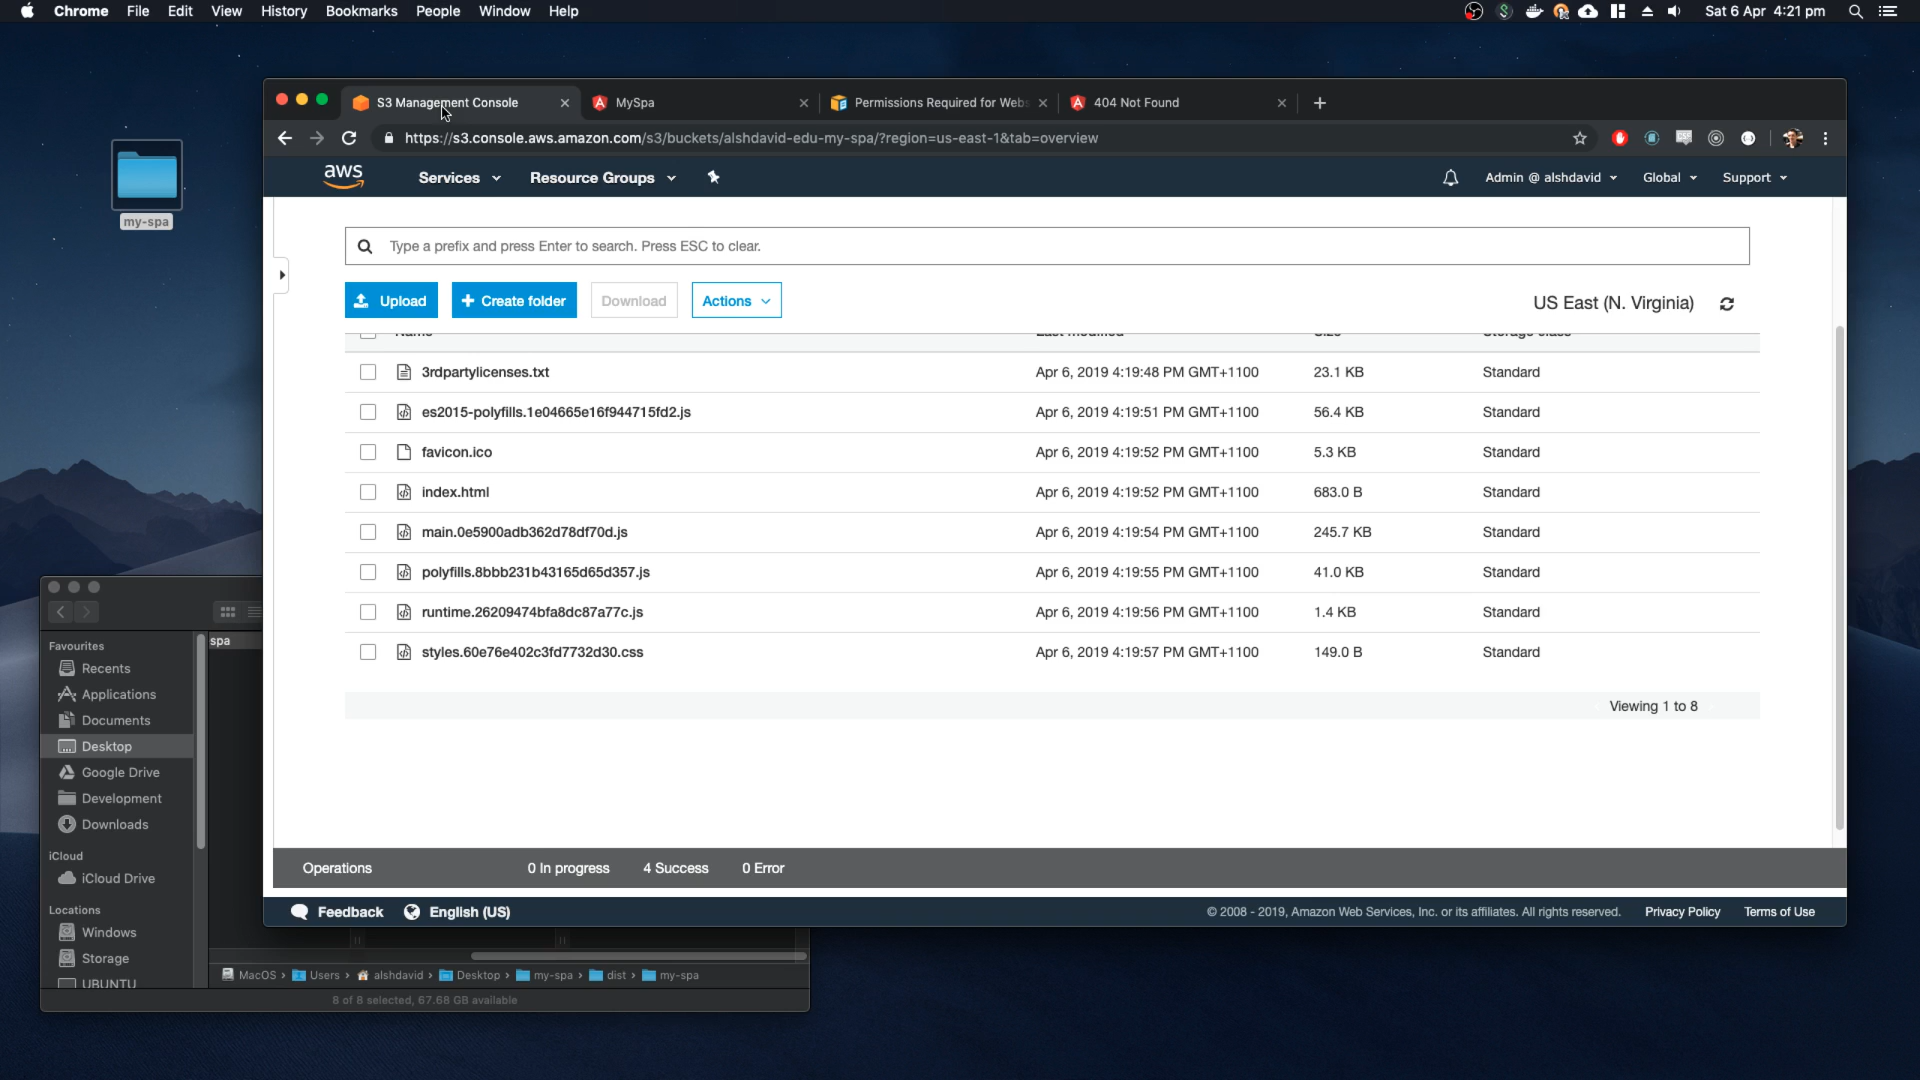 Chrome File Edit View History Bookmarks People Window Help
Sat 6 Apr 4:21 pm
my-spa
S3 Management Console
MySpa
Permissions Required for Webs
404 Not Found
https://s3.console.aws.amazon.com/s3/buckets/alshdavid-edu-my-spa/?region=us-east-1&tab=overview
aws Services Resource Groups
Admin @ alshdavid Global Support
Type a prefix and press Enter to search. Press ESC to clear.
Upload Create folder Download Actions
US East (N. Virginia)
Name Last modified Size Storage class
3rdpartylicenses.txt Apr 6, 2019 4:19:48 PM GMT+1100 23.1 KB Standard
es2015-polyfills.1e04665e16f944715fd2.js Apr 6, 2019 4:19:51 PM GMT+1100 56.4 KB Standard
favicon.ico Apr 6, 2019 4:19:52 PM GMT+1100 5.3 KB Standard
index.html Apr 6, 2019 4:19:52 PM GMT+1100 683.0 B Standard
main.0e5900adb362d78df70d.js Apr 6, 2019 4:19:54 PM GMT+1100 245.7 KB Standard
polyfills.8bbb231b43165d65d357.js Apr 6, 2019 4:19:55 PM GMT+1100 41.0 KB Standard
runtime.26209474bfa8dc87a77c.js Apr 6, 2019 4:19:56 PM GMT+1100 1.4 KB Standard
styles.60e76e402c3fd7732d30.css Apr 6, 2019 4:19:57 PM GMT+1100 149.0 B Standard
Viewing 1 to 8
Operations 0 In progress 4 Success 0 Error
Feedback English (US)
© 2008 - 2019, Amazon Web Services, Inc. or its affiliates. All rights reserved. Privacy Policy Terms of Use
spa
Favourites
Recents
Applications
Documents
Desktop
Google Drive
Development
Downloads
iCloud
iCloud Drive
Locations
Windows
Storage
UBUNTU
MacOS › Users › alshdavid › Desktop › my-spa › dist › my-spa
8 of 8 selected, 67.68 GB available